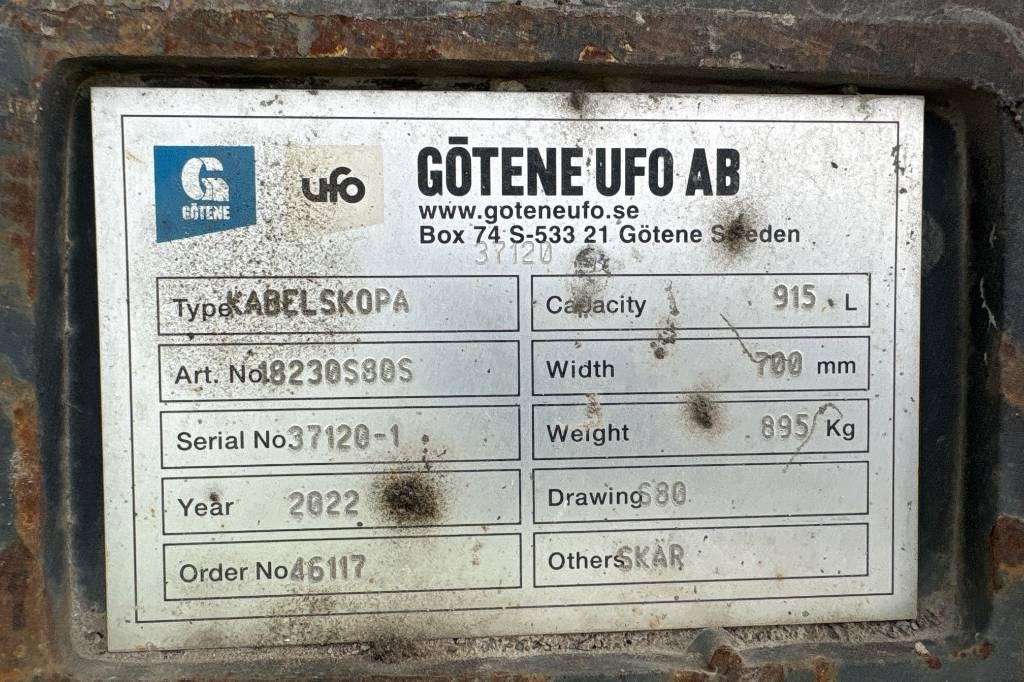 GÖTENE
ufo
GÖTENE UFO AB
www.goteneufo.se
Box 74 S-533 21 Götene Sweden
37120
Type KABELSKOPA
Capacity 915 L
Art. No. 18230S80S
Width 700 mm
Serial No. 37120-1
Weight 895 Kg
Year 2022
Drawing S80
Order No 46117
Others SKÄR